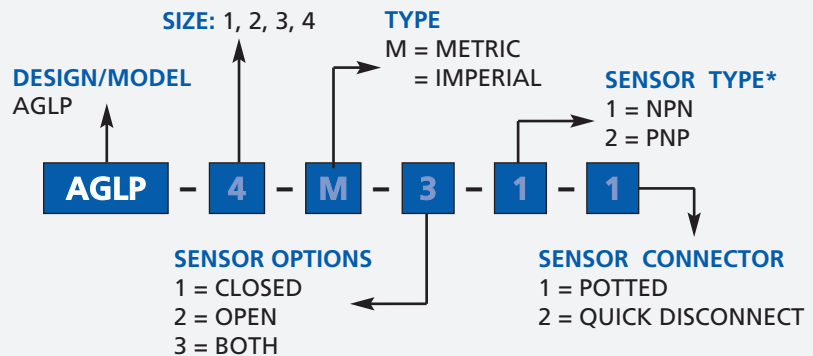 SIZE: 1, 2, 3, 4
TYPE
M = METRIC
= IMPERIAL
DESIGN/MODEL
AGLP
SENSOR TYPE*
1 = NPN
2 = PNP
AGLP - 4 - M - 3 - 1 - 1
SENSOR OPTIONS
1 = CLOSED
2 = OPEN
3 = BOTH
SENSOR CONNECTOR
1 = POTTED
2 = QUICK DISCONNECT